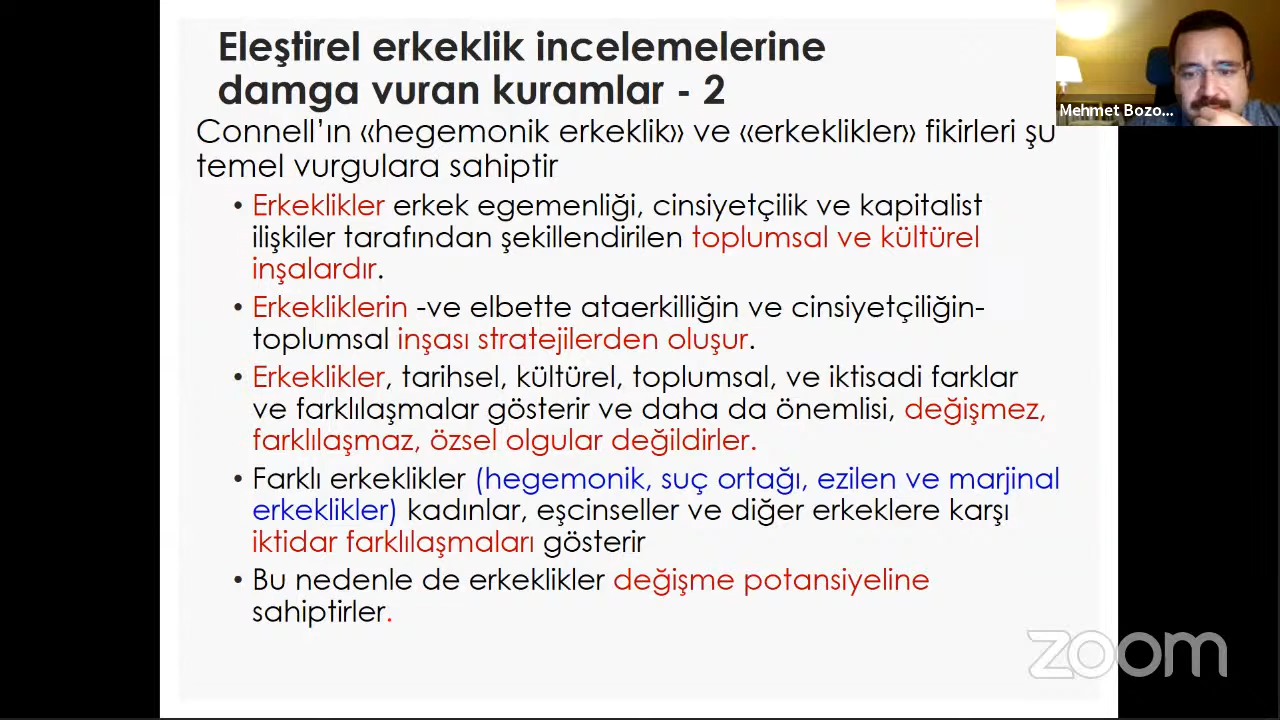 Eleştirel erkeklik incelemelerine
damga vuran kuramlar - 2
Connell’ın «hegemonik erkeklik» ve «erkeklikler» fikirleri şu
temel vurgulara sahiptir
• Erkeklikler erkek egemenliği, cinsiyetçilik ve kapitalist
ilişkiler tarafından şekillendirilen toplumsal ve kültürel
inşalardır.
• Erkekliklerin -ve elbette ataerkilliğin ve cinsiyetçiliğin-
toplumsal inşası stratejilerden oluşur.
• Erkeklikler, tarihsel, kültürel, toplumsal, ve iktisadi farklar
ve farklılaşmalar gösterir ve daha da önemlisi, değişmez,
farklılaşmaz, özsel olgular değildirler.
• Farklı erkeklikler (hegemonik, suç ortağı, ezilen ve marjinal
erkeklikler) kadınlar, eşcinseller ve diğer erkeklere karşı
iktidar farklılaşmaları gösterir
• Bu nedenle de erkeklikler değişme potansiyeline
sahiptirler.
Mehmet Bozo...
zoom